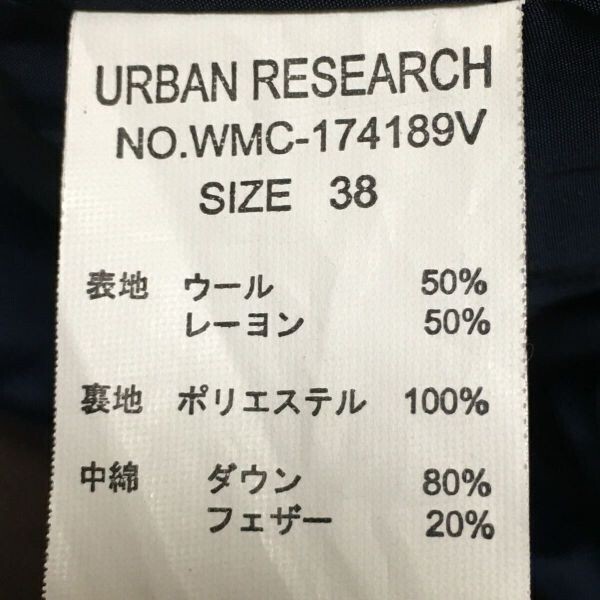 URBAN RESEARCH
NO.WMC-174189V
SIZE 38
表地 ウール 50%
レーヨン 50%
裏地 ポリエステル 100%
中綿 ダウン 80%
フェザー 20%